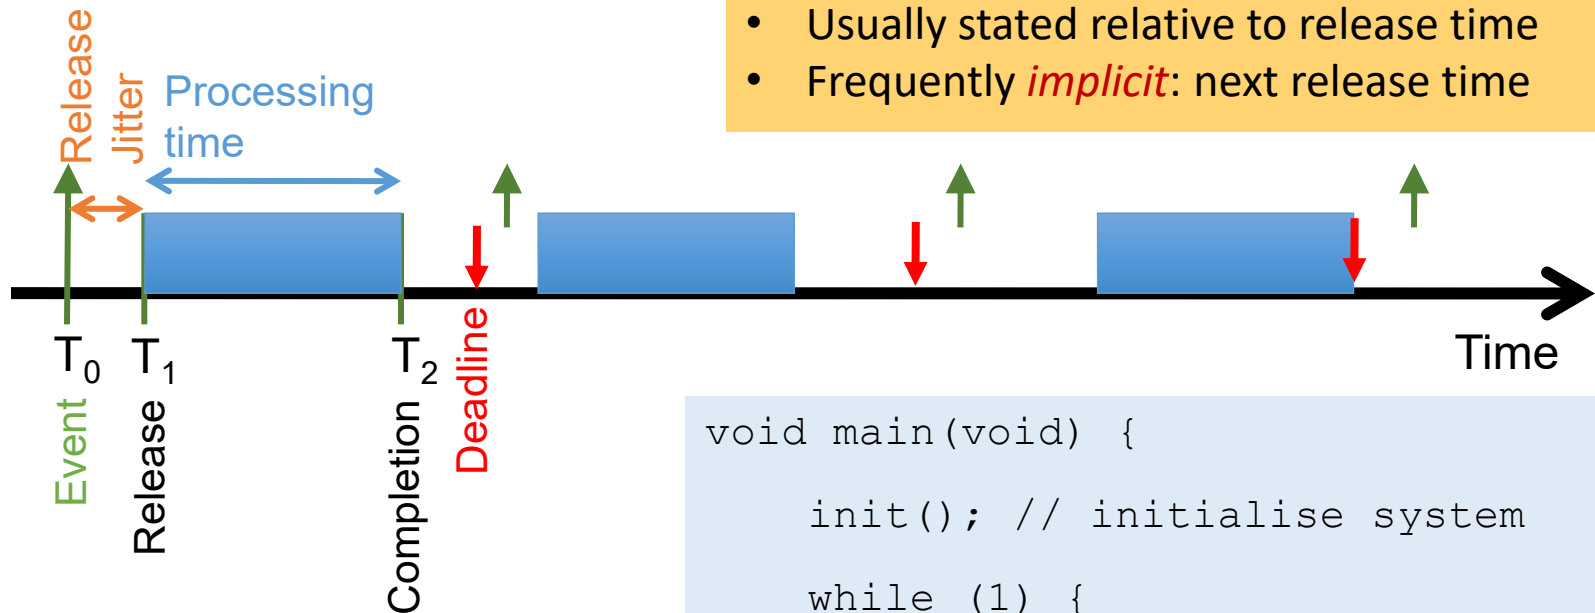 • Usually stated relative to release time
• Frequently implicit: next release time
Release
Jitter
Processing
time
T0
T1
T2
Time
Event
Release
Completion
Deadline
void main(void) {
init(); // initialise system
while (1) {